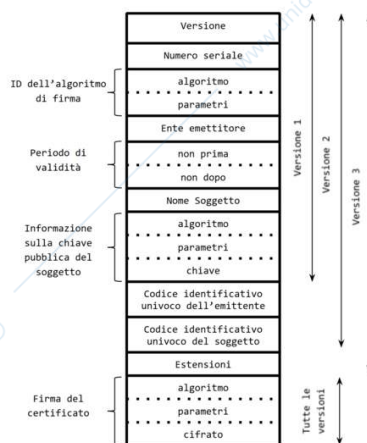 Versione
Numero seriale
ID dell'algoritmo
di firma
algoritmo
parametri
Ente emettitore
Periodo di
validità
non prima
non dopo
Nome Soggetto
Informazione
sulla chiave
pubblica del
soggetto
algoritmo
parametri
chiave
Codice identificativo
univoco dell'emittente
Codice identificativo
univoco del soggetto
Estensioni
Firma del
certificato
algoritmo
parametri
cifrato
Versione 1
Versione 2
Versione 3
Tutte le
versioni